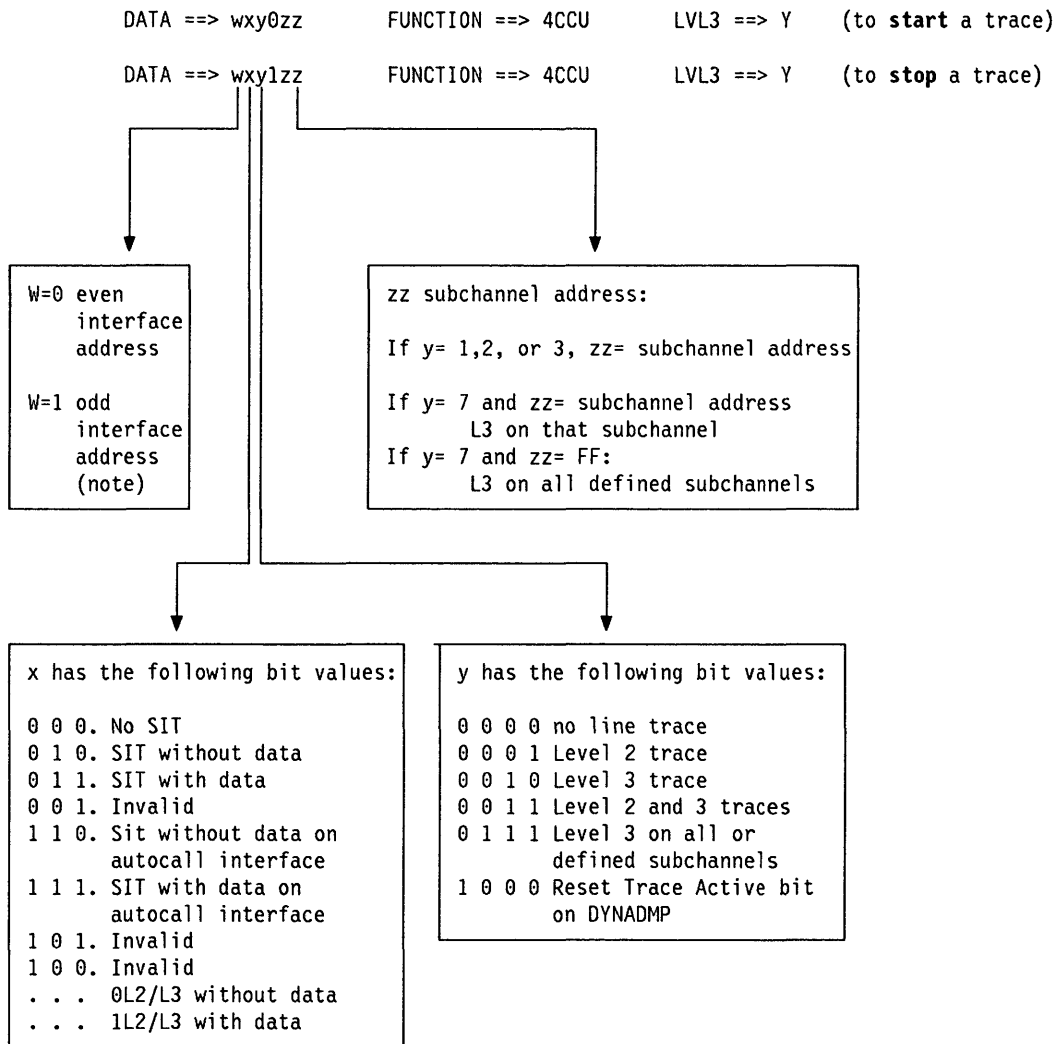 DATA ==> wxy0zz FUNCTION ==> 4CCU LVL3 ==> Y (to start a trace)
DATA ==> wxy1zz FUNCTION ==> 4CCU LVL3 ==> Y (to stop a trace)
W=0 even
interface
address
W=1 odd
interface
address
(note)
zz subchannel address:
If y= 1,2, or 3, zz= subchannel address
If y= 7 and zz= subchannel address
L3 on that subchannel
If y= 7 and zz= FF:
L3 on all defined subchannels
x has the following bit values:
0 0 0. No SIT
0 1 0. SIT without data
0 1 1. SIT with data
0 0 1. Invalid
1 1 0. Sit without data on
autocall interface
1 1 1. SIT with data on
autocall interface
1 0 1. Invalid
1 0 0. Invalid
. . . 0L2/L3 without data
. . . 1L2/L3 with data
y has the following bit values:
0 0 0 0 no line trace
0 0 0 1 Level 2 trace
0 0 1 0 Level 3 trace
0 0 1 1 Level 2 and 3 traces
0 1 1 1 Level 3 on all or
defined subchannels
1 0 0 0 Reset Trace Active bit
on DYNADMP